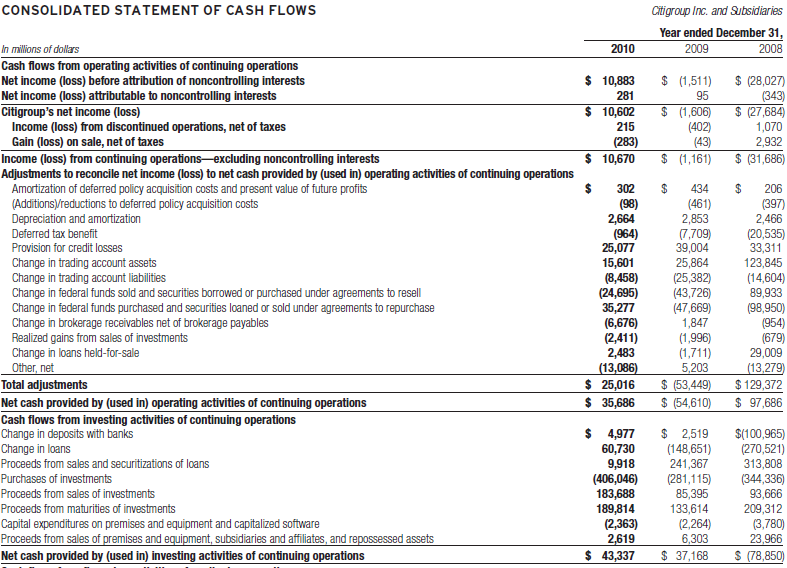 CONSOLIDATED STATEMENT OF CASH FLOWS Citigroup Inc. and Subsidiaries
Year ended December 31,
In millions of dollars 2010 2009 2008
Cash flows from operating activities of continuing operations
Net income (loss) before attribution of noncontrolling interests $ 10,883 $ (1,511) $ (28,027)
Net income (loss) attributable to noncontrolling interests 281 95 (343)
Citigroup's net income (loss) $ 10,602 $ (1,606) $ (27,684)
Income (loss) from discontinued operations, net of taxes 215 (402) 1,070
Gain (loss) on sale, net of taxes (283) (43) 2,932
Income (loss) from continuing operations—excluding noncontrolling interests $ 10,670 $ (1,161) $ (31,686)
Adjustments to reconcile net income (loss) to net cash provided by (used in) operating activities of continuing operations
Amortization of deferred policy acquisition costs and present value of future profits $ 302 $ 434 $ 206
(Additions)/reductions to deferred policy acquisition costs (98) (461) (397)
Depreciation and amortization 2,664 2,853 2,466
Deferred tax benefit (964) (7,709) (20,535)
Provision for credit losses 25,077 39,004 33,311
Change in trading account assets 15,601 25,864 123,845
Change in trading account liabilities (8,458) (25,382) (14,604)
Change in federal funds sold and securities borrowed or purchased under agreements to resell (24,695) (43,726) 89,933
Change in federal funds purchased and securities loaned or sold under agreements to repurchase 35,277 (47,669) (98,950)
Change in brokerage receivables net of brokerage payables (6,676) 1,847 (954)
Realized gains from sales of investments (2,411) (1,996) (679)
Change in loans held-for-sale 2,483 (1,711) 29,009
Other, net (13,086) 5,203 (13,279)
Total adjustments $ 25,016 $ (53,449) $ 129,372
Net cash provided by (used in) operating activities of continuing operations $ 35,686 $ (54,610) $ 97,686
Cash flows from investing activities of continuing operations
Change in deposits with banks $ 4,977 $ 2,519 $(100,965)
Change in loans 60,730 (148,651) (270,521)
Proceeds from sales and securitizations of loans 9,918 241,367 313,808
Purchases of investments (406,046) (281,115) (344,336)
Proceeds from sales of investments 183,688 85,395 93,666
Proceeds from maturities of investments 189,814 133,614 209,312
Capital expenditures on premises and equipment and capitalized software (2,363) (2,264) (3,780)
Proceeds from sales of premises and equipment, subsidiaries and affiliates, and repossessed assets 2,619 6,303 23,966
Net cash provided by (used in) investing activities of continuing operations $ 43,337 $ 37,168 $ (78,850)